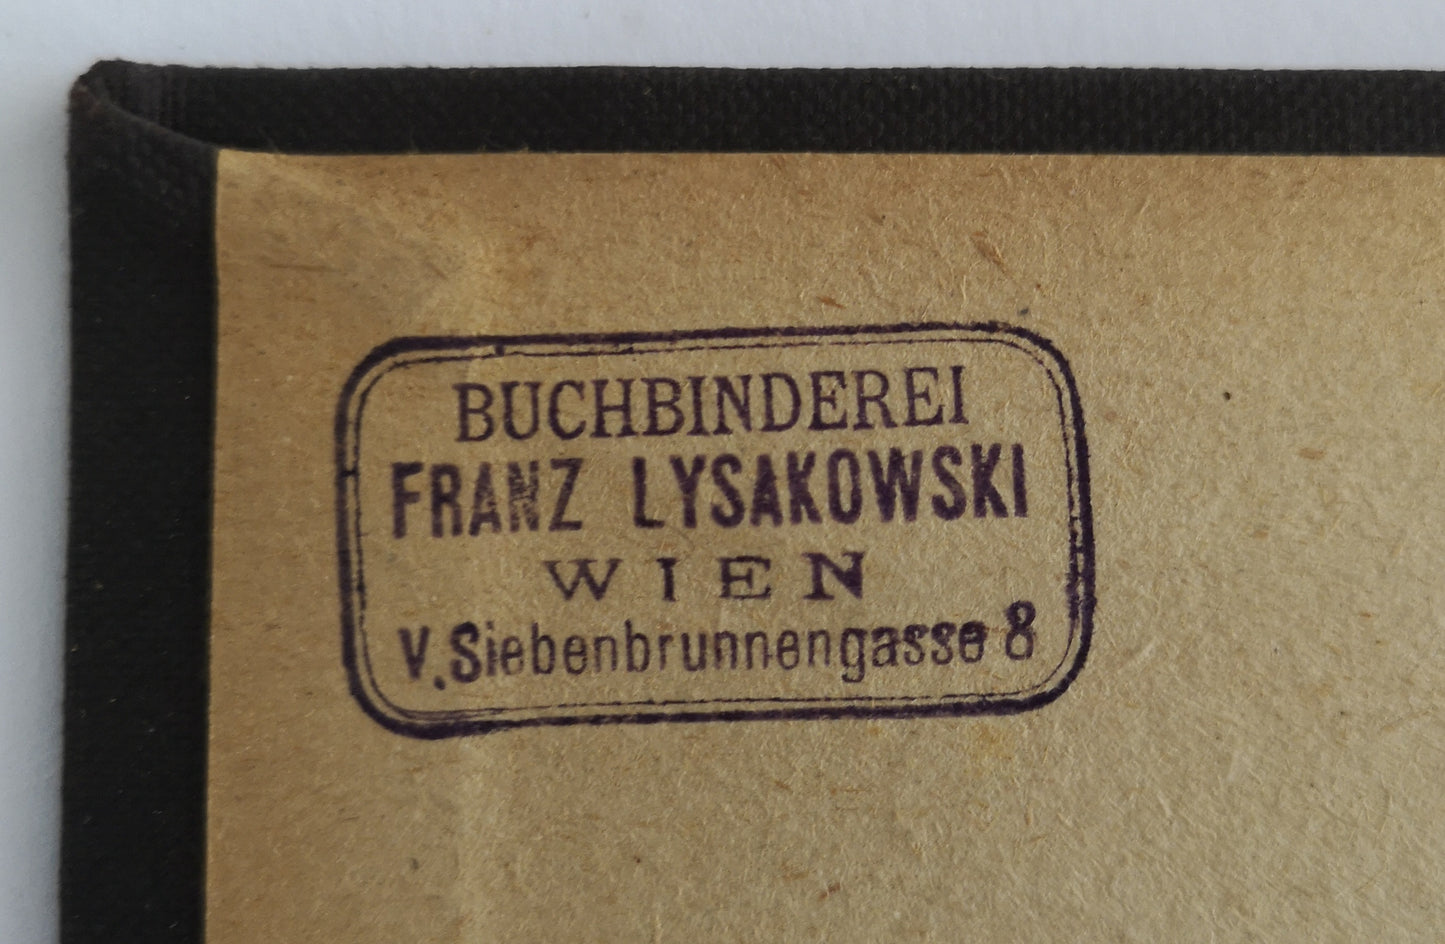 BUCHBINDEREI
FRANZ LYSAKOWSKI
WIEN
V. Siebenbrunnengasse 8